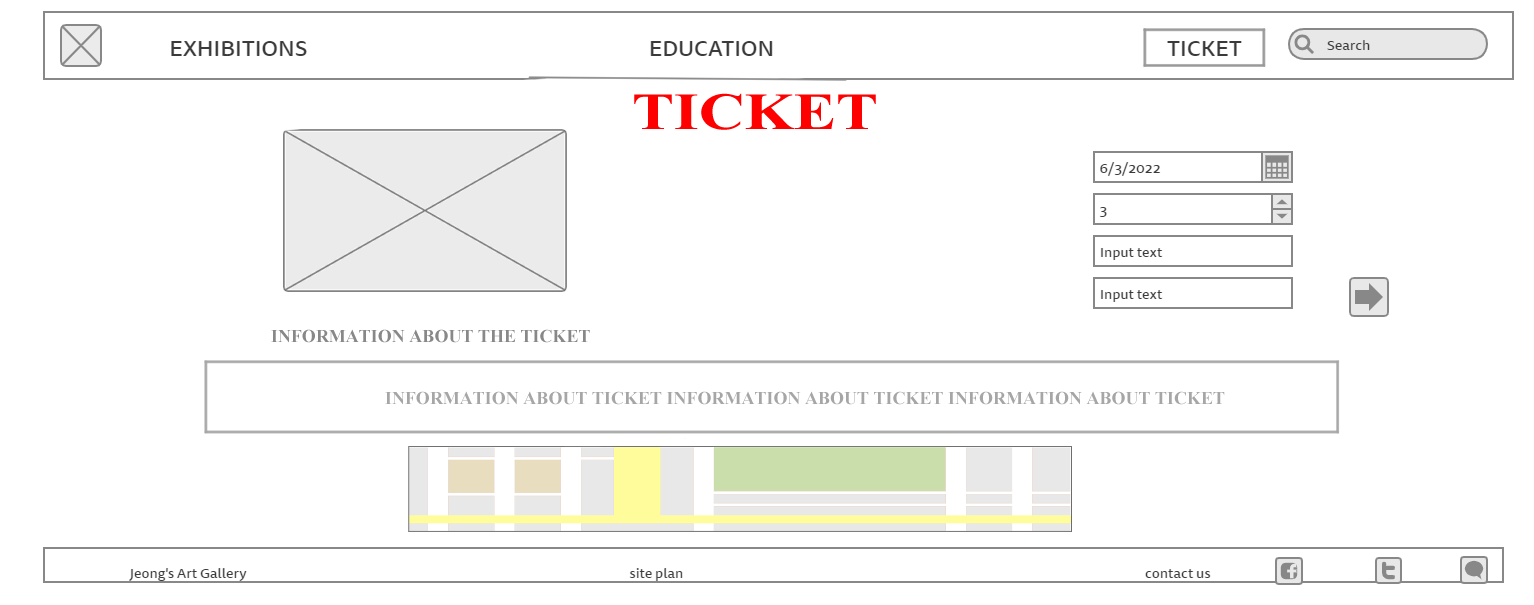 EXHIBITIONS
EDUCATION
TICKET
Search
TICKET
6/3/2022
3
Input text
Input text
INFORMATION ABOUT THE TICKET
INFORMATION ABOUT TICKET INFORMATION ABOUT TICKET INFORMATION ABOUT TICKET
Jeong's Art Gallery
site plan
contact us